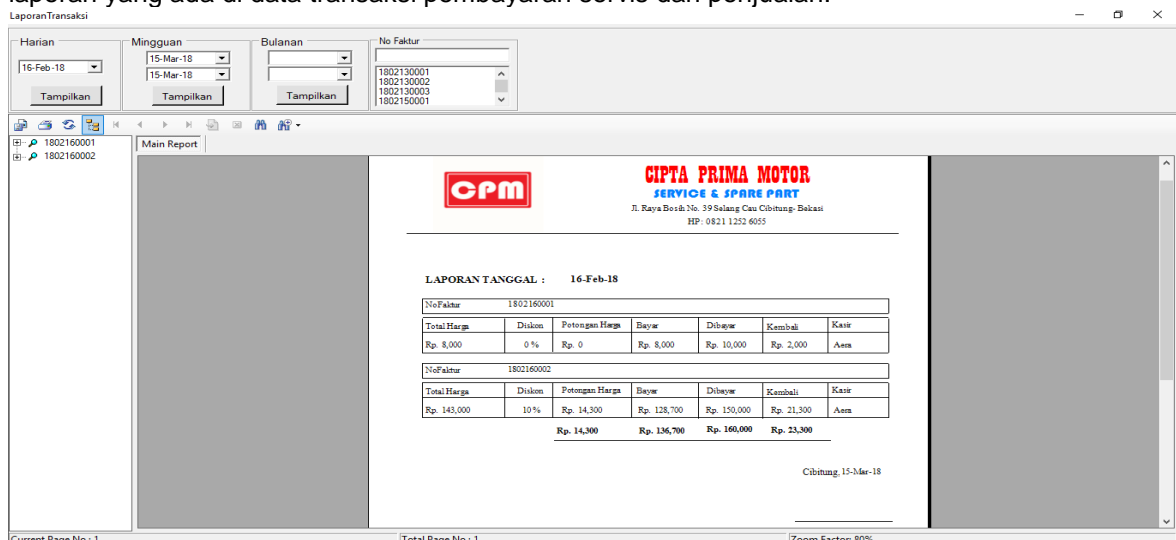 laporan yang ada di data transaksi pembayaran servis dan penjualan.
LaporanTransaksi
Harian
Mingguan
Bulanan
No Faktur
16-Feb-18
15-Mar-18
15-Mar-18
1802130001
1802130002
1802130003
1802150001
Tampilkan
Tampilkan
Tampilkan
1802160001
1802160002
Main Report
CPM
CIPTA PRIMA MOTOR
SERVICE & SPARE PART
Jl. Raya Bosih No. 39 Selang Cau Cibitung- Bekasi
HP : 0821 1252 6055
LAPORAN TANGGAL : 16-Feb-18
NoFaktur 1802160001
Total Harga Diskon Potongan Harga Bayar Dibayar Kembali Kasir
Rp. 8,000 0 % Rp. 0 Rp. 8,000 Rp. 10,000 Rp. 2,000 Aera
NoFaktur 1802160002
Total Harga Diskon Potongan Harga Bayar Dibayar Kembali Kasir
Rp. 143,000 10 % Rp. 14,300 Rp. 128,700 Rp. 150,000 Rp. 21,300 Aera
Rp. 14,300 Rp. 136,700 Rp. 160,000 Rp. 23,300
Cibitung, 15-Mar-18
Current Page No.: 1 Total Page No.: 1 Zoom Factor: 80%